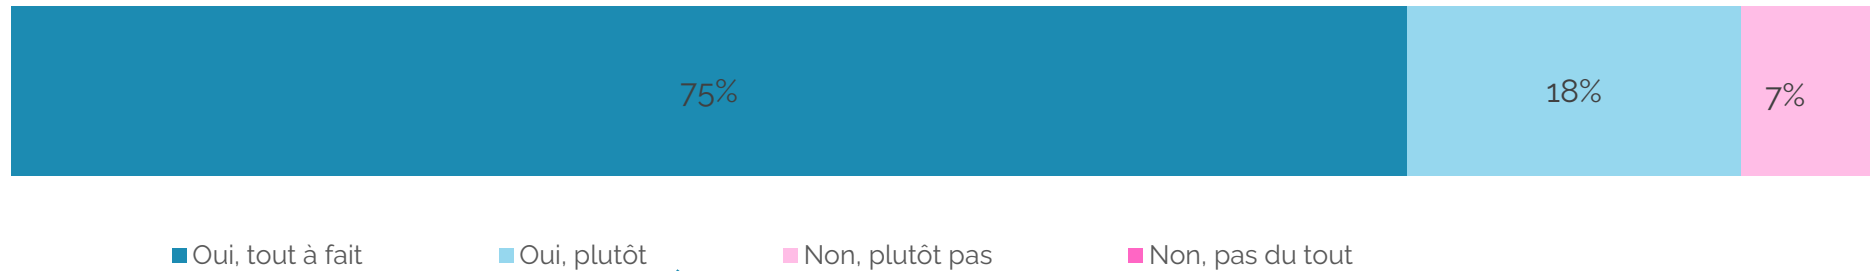 75% 18% 7%
Oui, tout à fait Oui, plutôt Non, plutôt pas Non, pas du tout